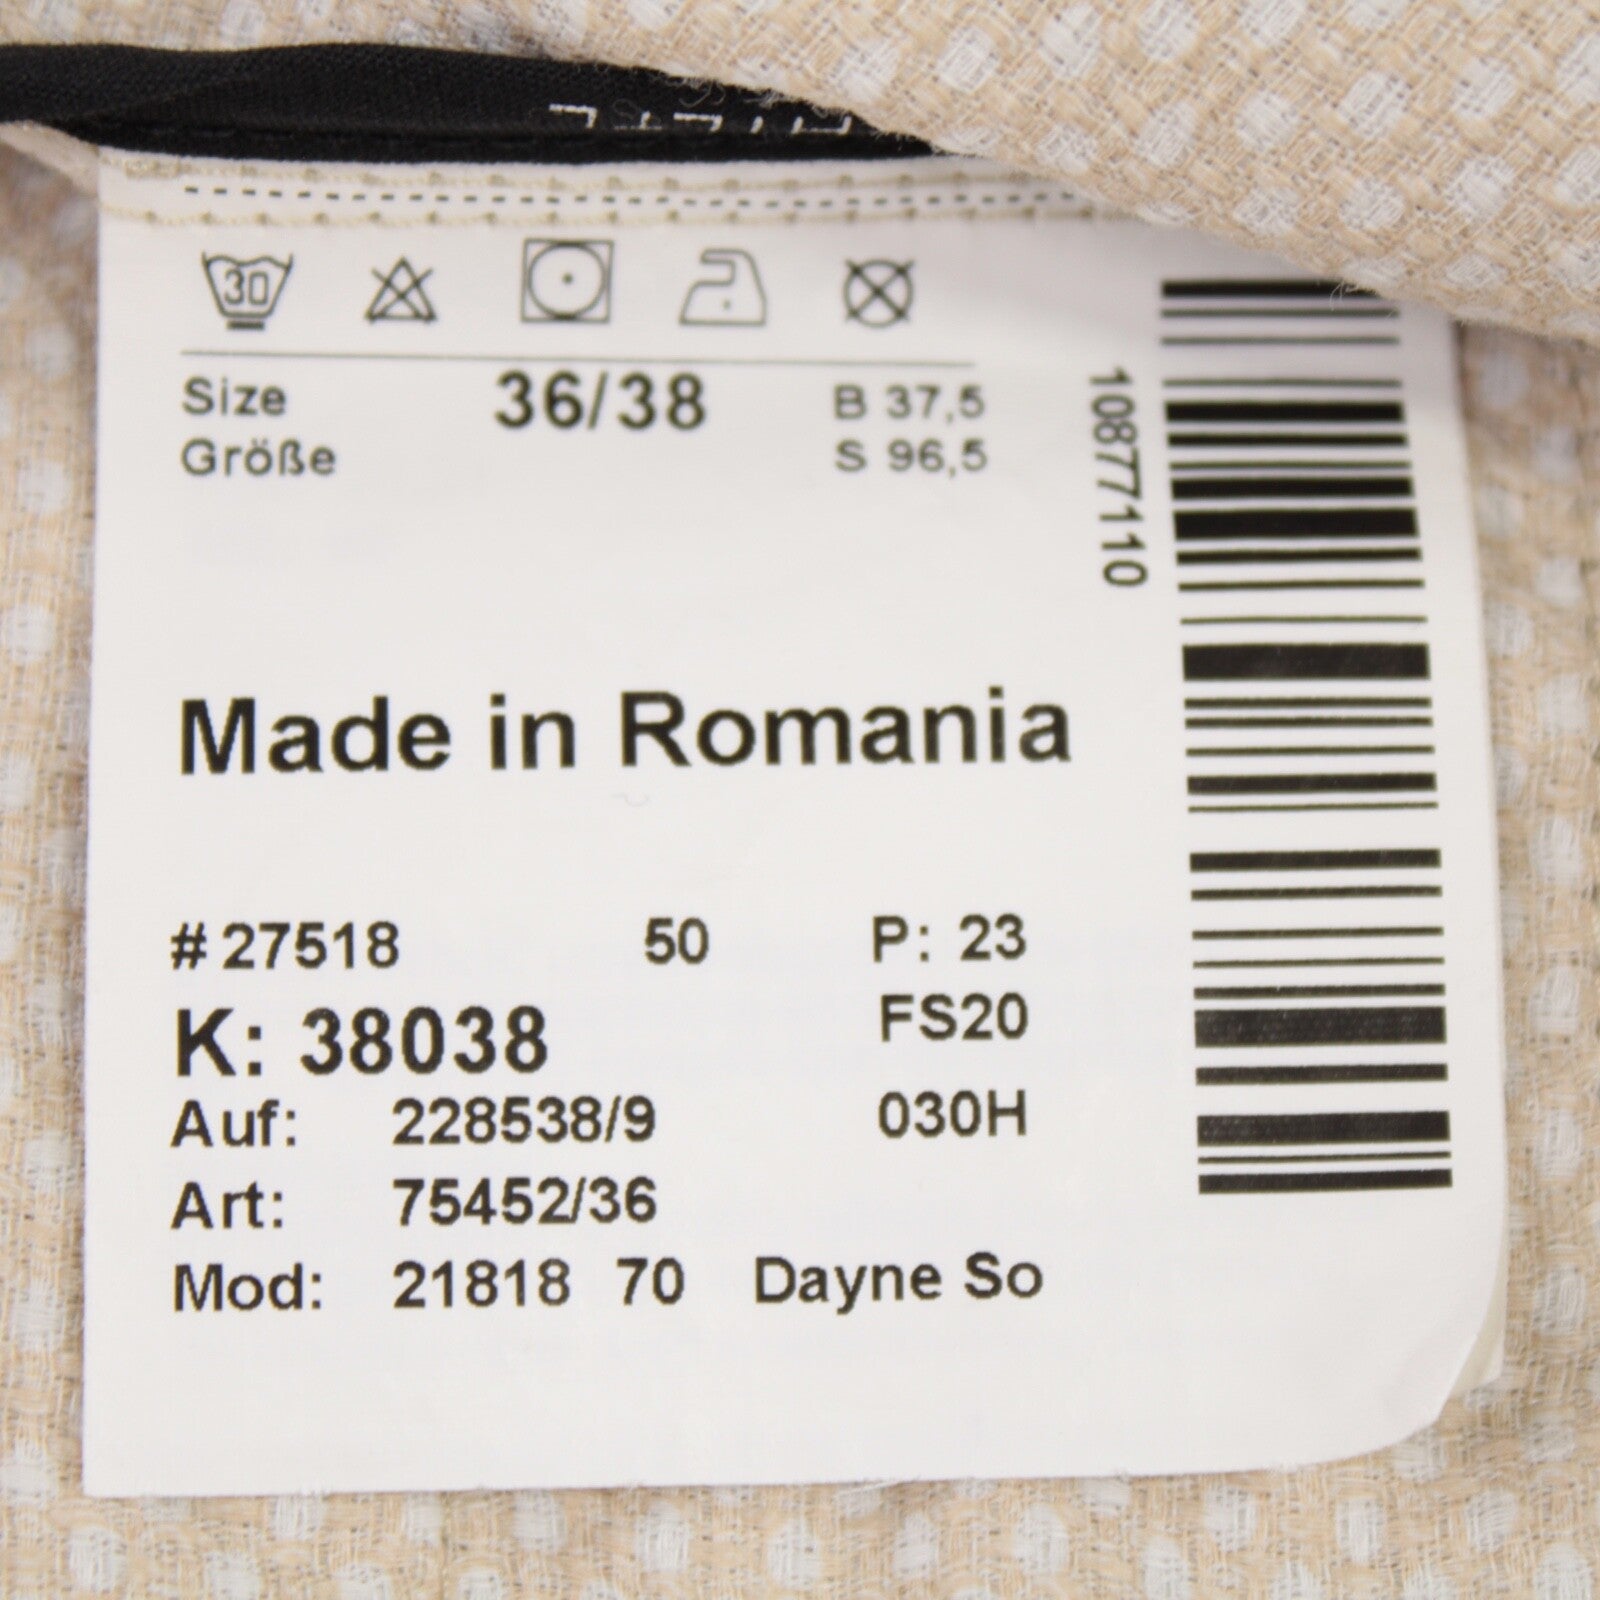 30
Size 36/38 B 37,5
Größe S 96,5
10877110
Made in Romania
# 27518 50 P: 23
K: 38038 FS20
Auf: 228538/9 030H
Art: 75452/36
Mod: 21818 70 Dayne So